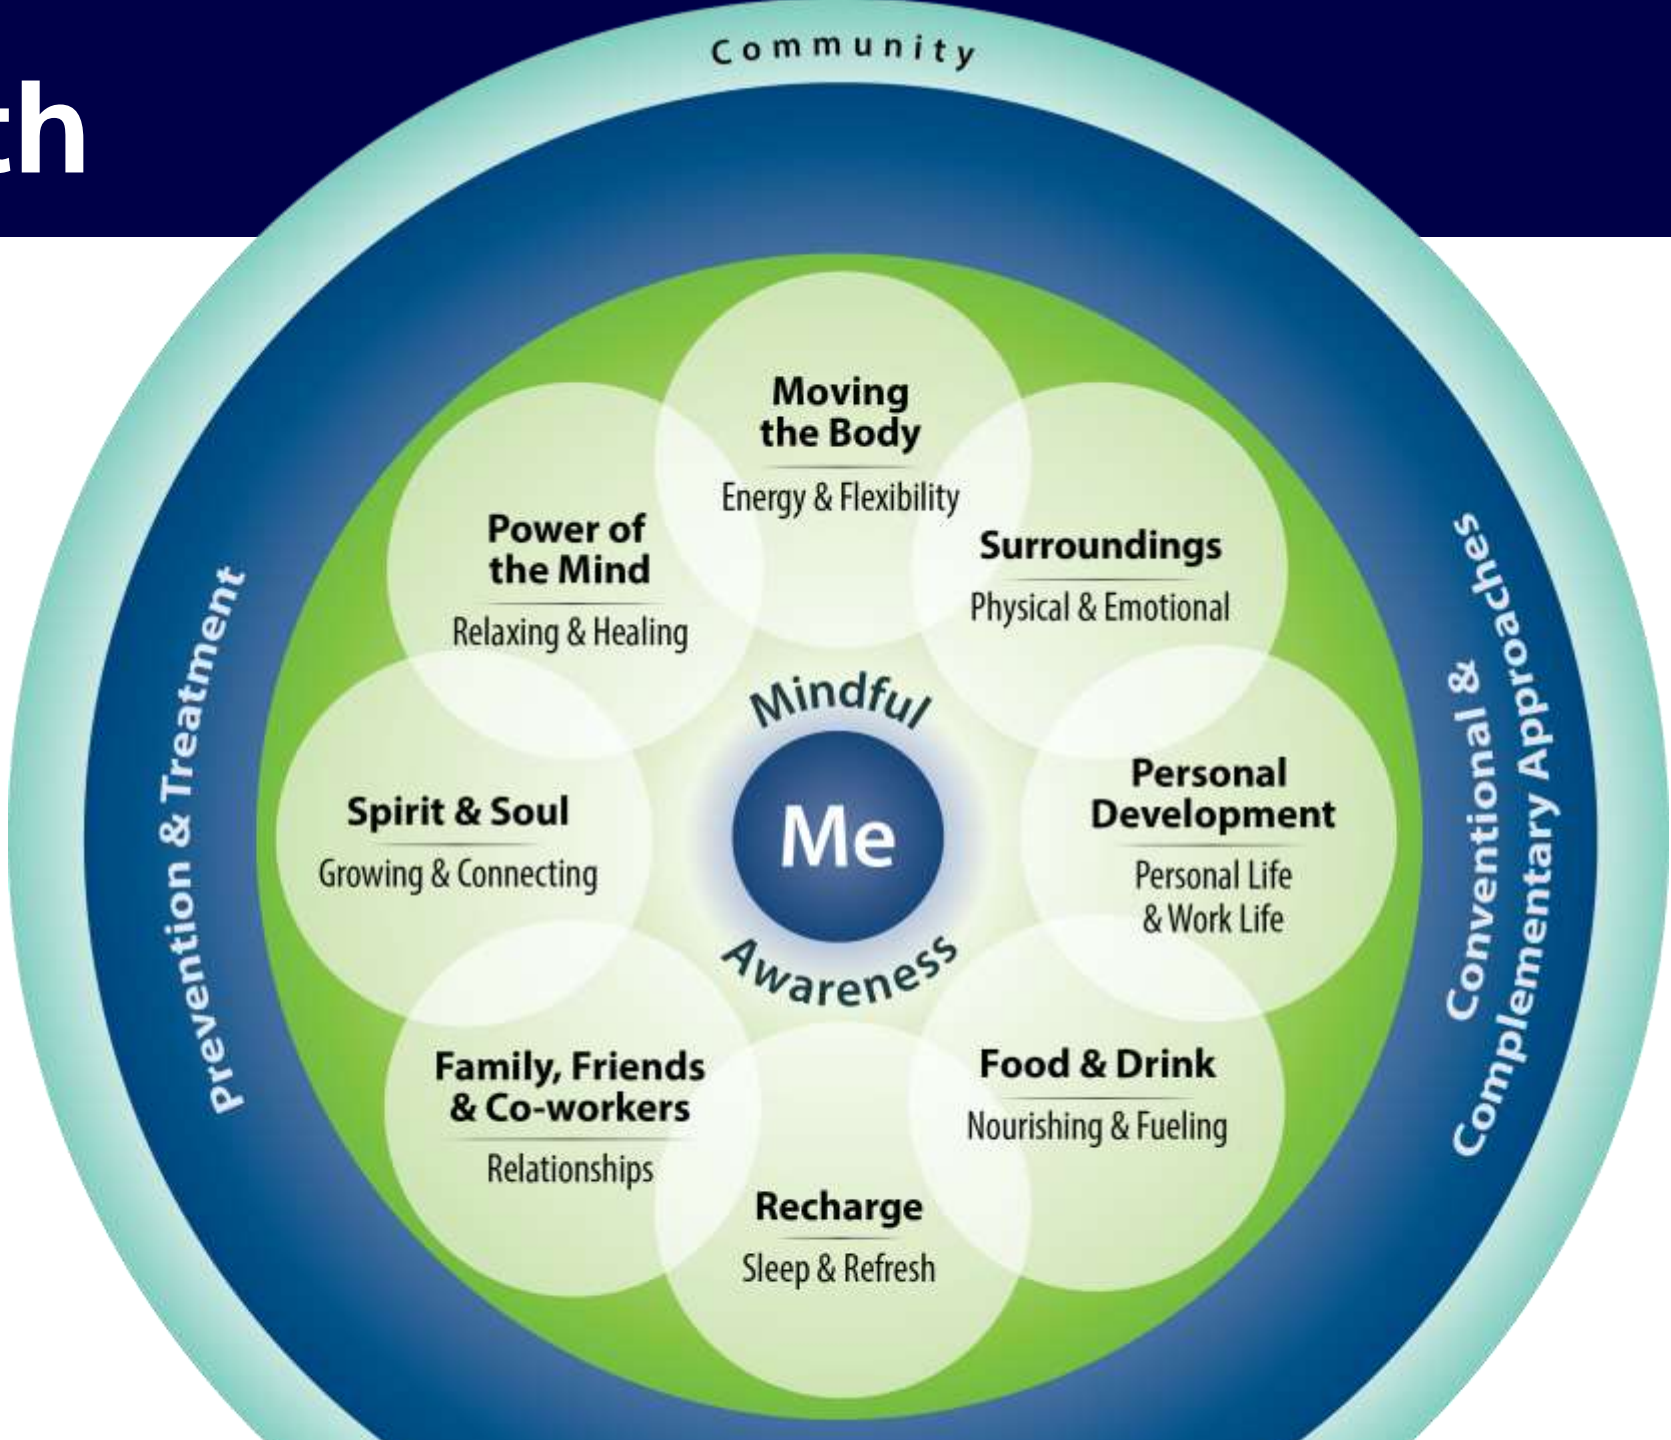 th
Community
Moving
the Body
Energy & Flexibility
Power of
the Mind
Relaxing & Healing
Surroundings
Physical & Emotional
Prevention & Treatment
Conventional &
Complementary Approaches
Mindful
Me
Awareness
Spirit & Soul
Growing & Connecting
Personal
Development
Personal Life
& Work Life
Family, Friends
& Co-workers
Relationships
Food & Drink
Nourishing & Fueling
Recharge
Sleep & Refresh